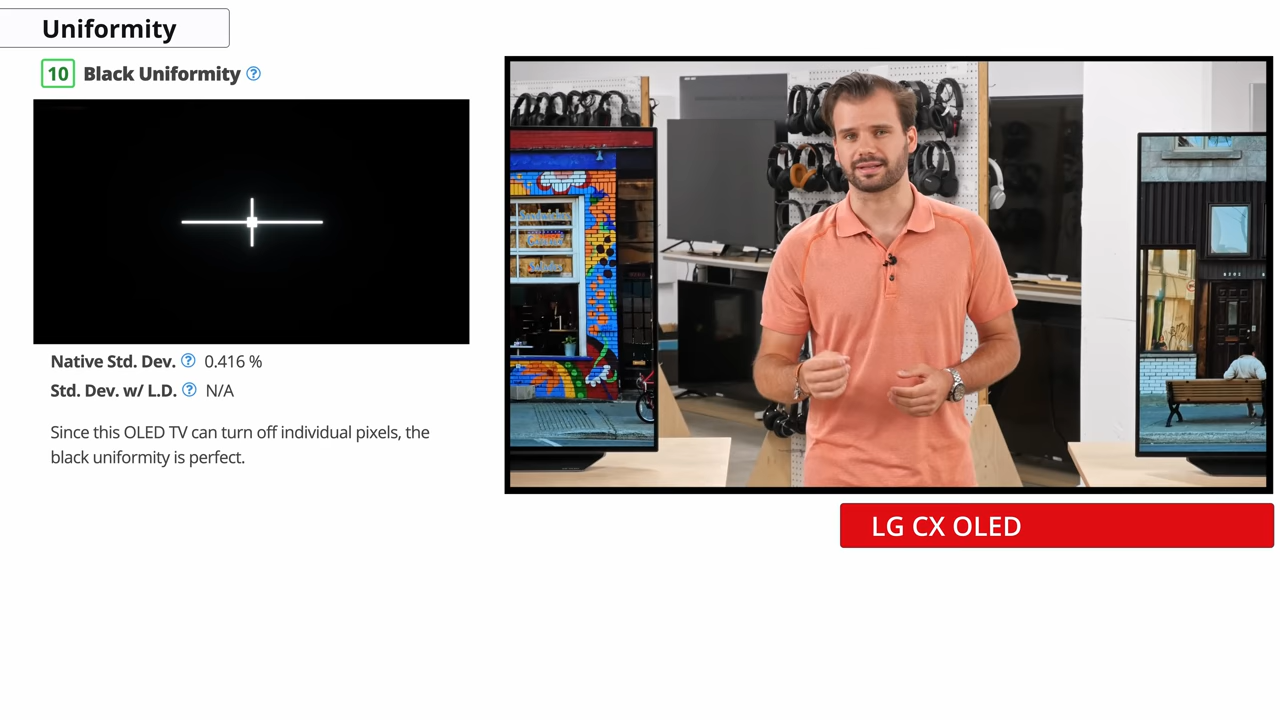 Uniformity
10 Black Uniformity ?
Native Std. Dev. ? 0.416 %
Std. Dev. w/ L.D. ? N/A
Since this OLED TV can turn off individual pixels, the
black uniformity is perfect.
LG CX OLED